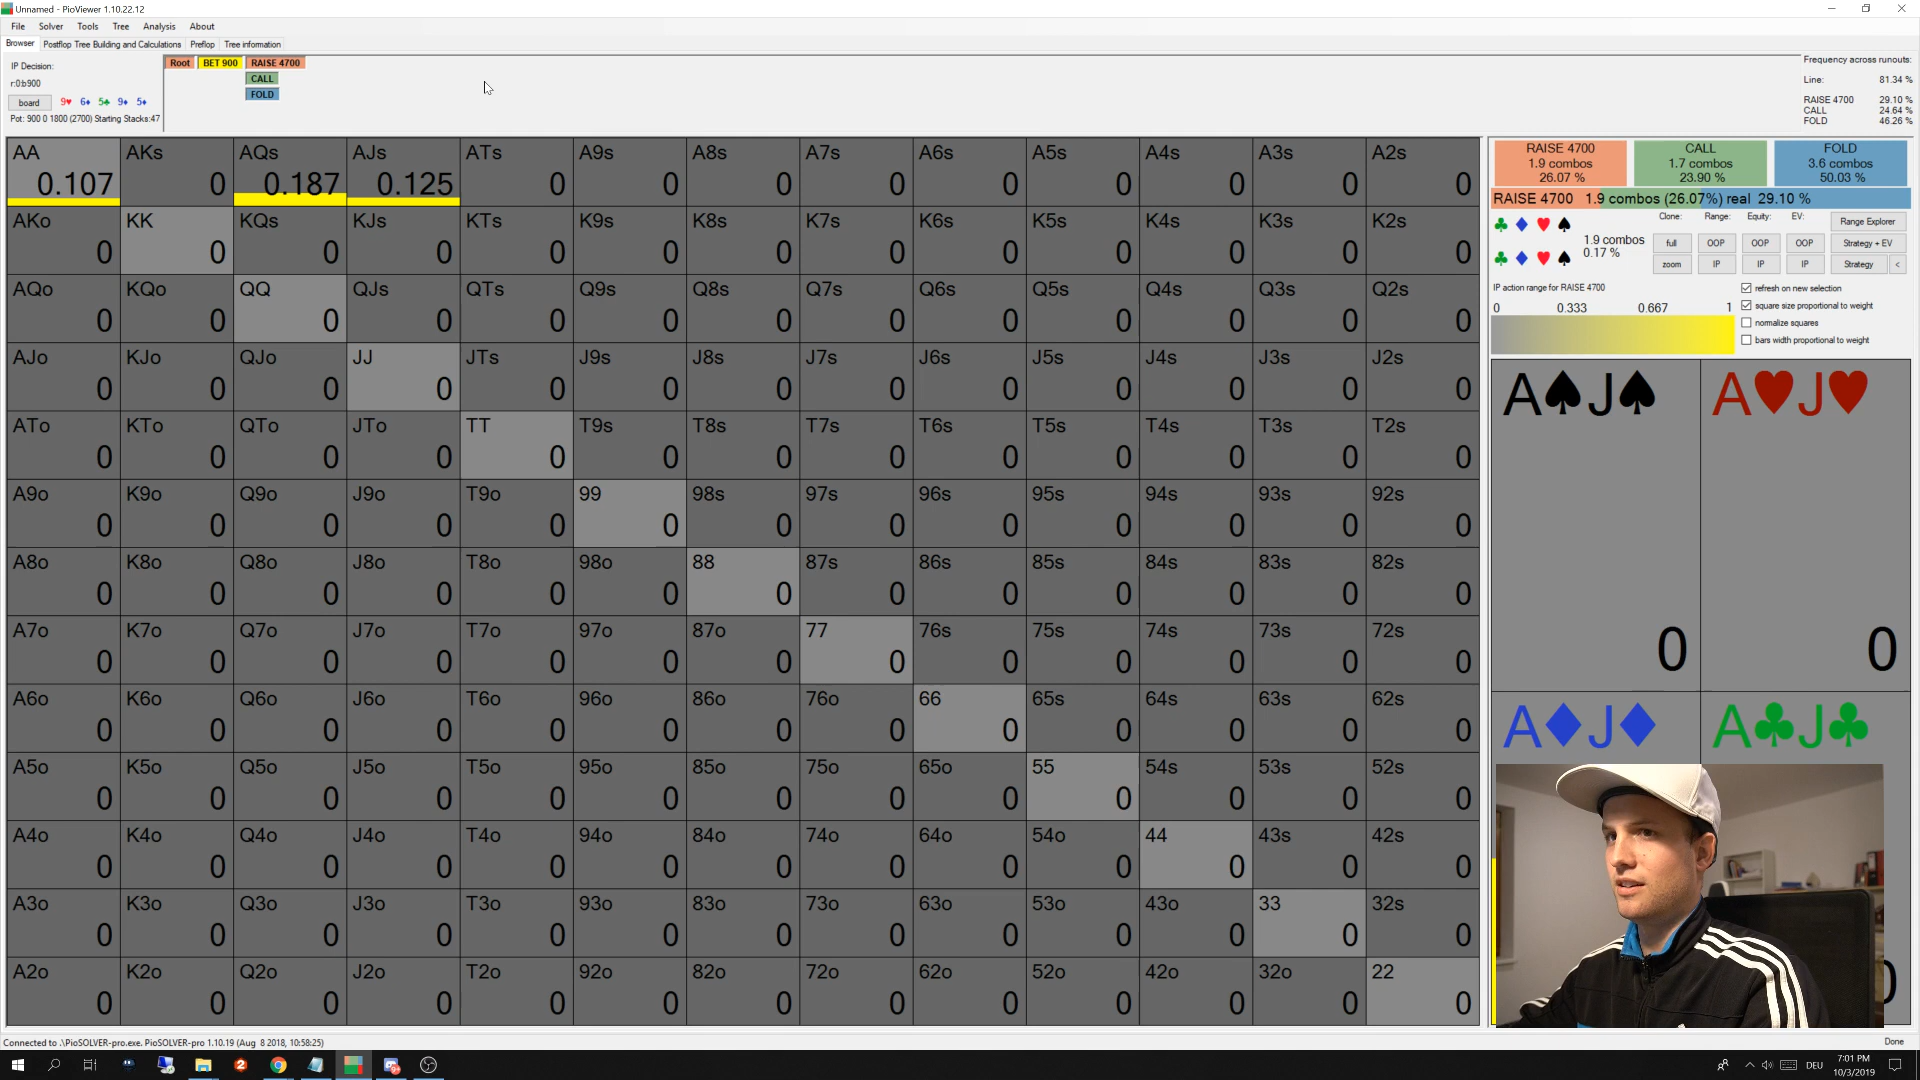 Unnamed - PioViewer 1.10.22.12
File Solver Tools Tree Analysis About
Browser Postflop Tree Building and Calculations Preflop Tree information
IP Decision:
r:0:b900
board 9♥ 6♦ 5♣ 9♦ 5♦
Pot: 900 0 1800 (2700) Starting Stacks:47
Root BET 900 RAISE 4700
CALL
FOLD
Frequency across runouts:
Line: 81.34 %
RAISE 4700 29.10 %
CALL 24.64 %
FOLD 46.26 %
AA AKs AQs AJs ATs A9s A8s A7s A6s A5s A4s A3s A2s
0.107 0 0.187 0.125 0 0 0 0 0 0 0 0 0
AKo KK KQs KJs KTs K9s K8s K7s K6s K5s K4s K3s K2s
0 0 0 0 0 0 0 0 0 0 0 0 0
AQo KQo QQ QJs QTs Q9s Q8s Q7s Q6s Q5s Q4s Q3s Q2s
0 0 0 0 0 0 0 0 0 0 0 0 0
AJo KJo QJo JJ JTs J9s J8s J7s J6s J5s J4s J3s J2s
0 0 0 0 0 0 0 0 0 0 0 0 0
ATo KTo QTo JTo TT T9s T8s T7s T6s T5s T4s T3s T2s
0 0 0 0 0 0 0 0 0 0 0 0 0
A9o K9o Q9o J9o T9o 99 98s 97s 96s 95s 94s 93s 92s
0 0 0 0 0 0 0 0 0 0 0 0 0
A8o K8o Q8o J8o T8o 98o 88 87s 86s 85s 84s 83s 82s
0 0 0 0 0 0 0 0 0 0 0 0 0
A7o K7o Q7o J7o T7o 97o 87o 77 76s 75s 74s 73s 72s
0 0 0 0 0 0 0 0 0 0 0 0 0
A6o K6o Q6o J6o T6o 96o 86o 76o 66 65s 64s 63s 62s
0 0 0 0 0 0 0 0 0 0 0 0 0
A5o K5o Q5o J5o T5o 95o 85o 75o 65o 55 54s 53s 52s
0 0 0 0 0 0 0 0 0 0 0 0 0
A4o K4o Q4o J4o T4o 94o 84o 74o 64o 54o 44 43s 42s
0 0 0 0 0 0 0 0 0 0 0 0 0
A3o K3o Q3o J3o T3o 93o 83o 73o 63o 53o 43o 33 32s
0 0 0 0 0 0 0 0 0 0 0 0 0
A2o K2o Q2o J2o T2o 92o 82o 72o 62o 52o 42o 32o 22
0 0 0 0 0 0 0 0 0 0 0 0 0
RAISE 4700 CALL FOLD
1.9 combos 1.7 combos 3.6 combos
26.07 % 23.90 % 50.03 %
RAISE 4700 1.9 combos (26.07%) real 29.10 %
Clone: Range: Equity: EV: Range Explorer
♣ ♦ ♥ ♠
1.9 combos full OOP OOP OOP Strategy + EV
0.17 %
♣ ♦ ♥ ♠ zoom IP IP IP Strategy <
IP action range for RAISE 4700
0 0.333 0.667 1
refresh on new selection
square size proportional to weight
normalize squares
bars width proportional to weight
A♠J♠ A♥J♥
0 0
A♦J♦ A♣J♣
Connected to .\PioSOLVER-pro.exe. PioSOLVER-pro 1.10.19 (Aug 8 2018, 10:58:25) Done
DEU 7:01 PM
10/3/2019